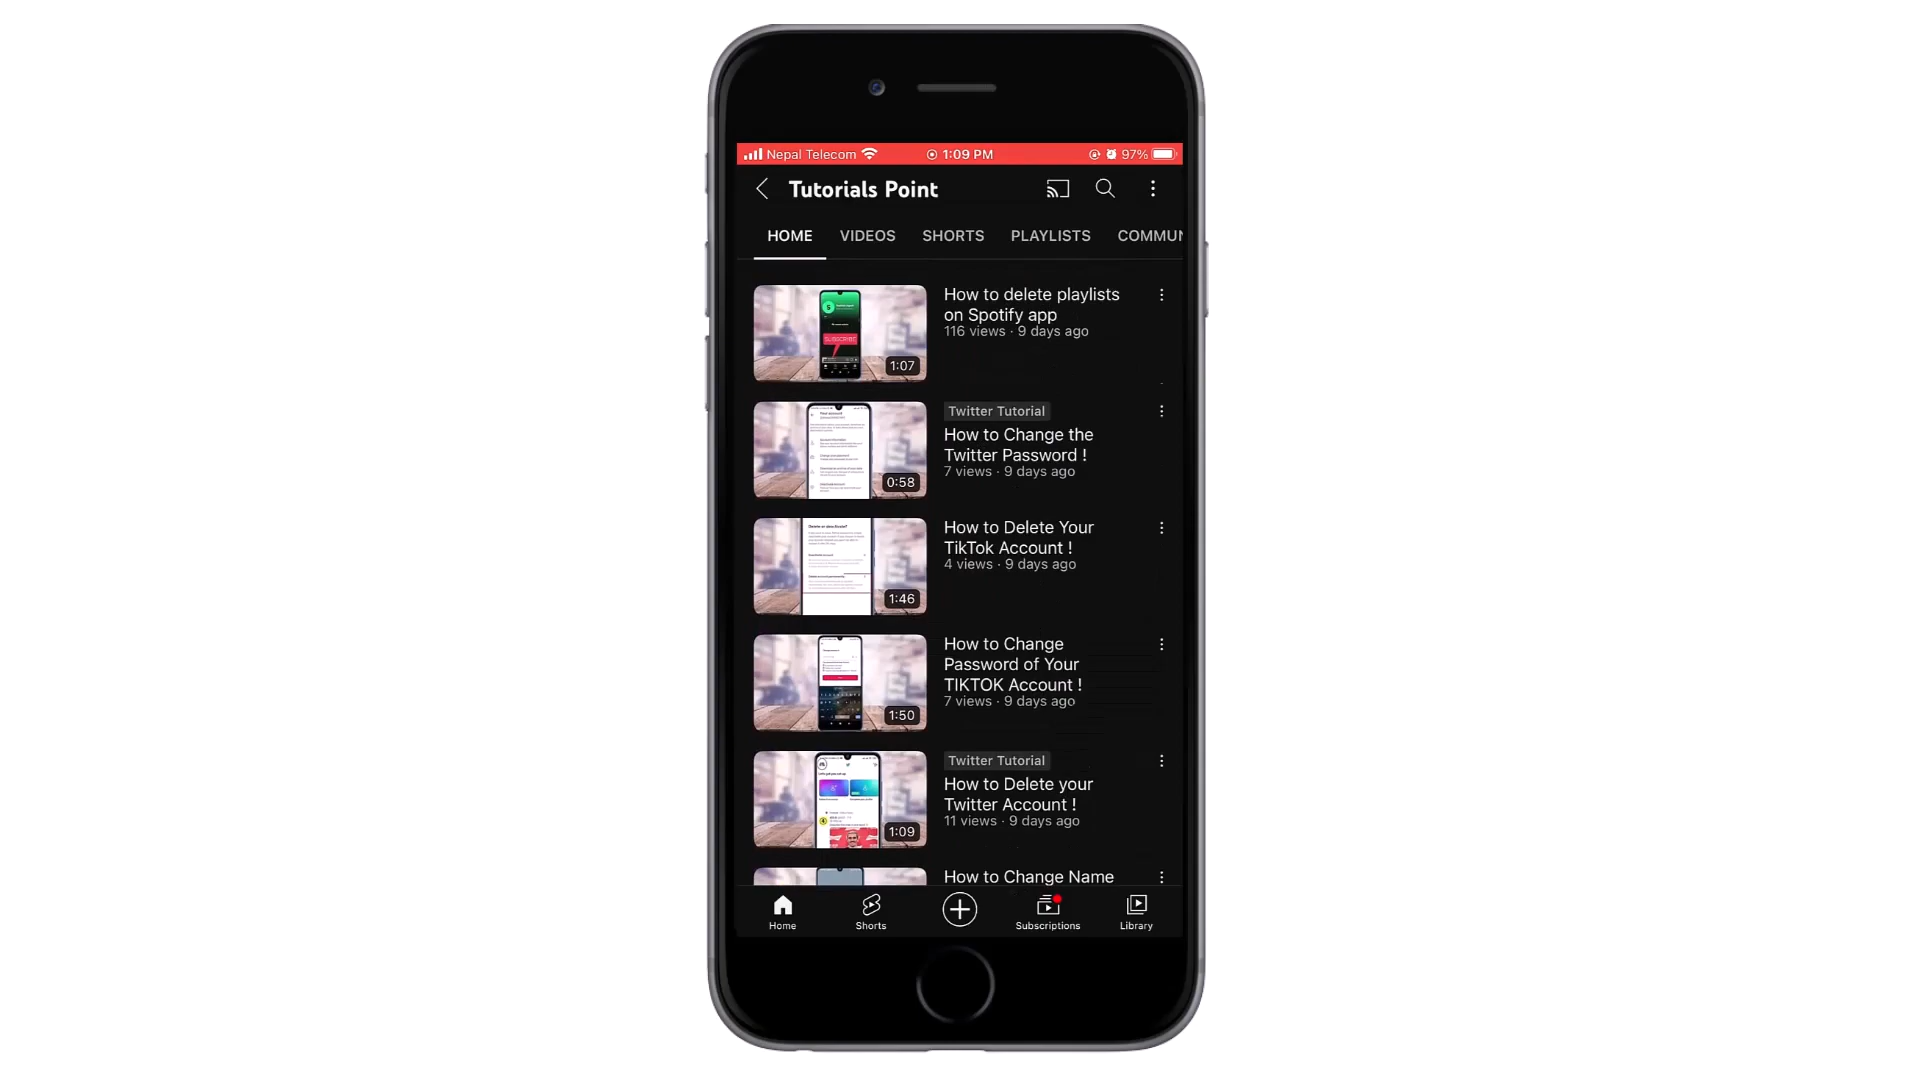 Nepal Telecom 1:09 PM 97%
Tutorials Point
HOME VIDEOS SHORTS PLAYLISTS COMMUN
How to delete playlists
on Spotify app
116 views · 9 days ago
SUBSCRIBE
1:07
Twitter Tutorial
How to Change the
Twitter Password !
7 views · 9 days ago
0:58
How to Delete Your
TikTok Account !
4 views · 9 days ago
1:46
How to Change
Password of Your
TIKTOK Account !
7 views · 9 days ago
1:50
Twitter Tutorial
How to Delete your
Twitter Account !
11 views · 9 days ago
1:09
How to Change Name
Home Shorts Subscriptions Library